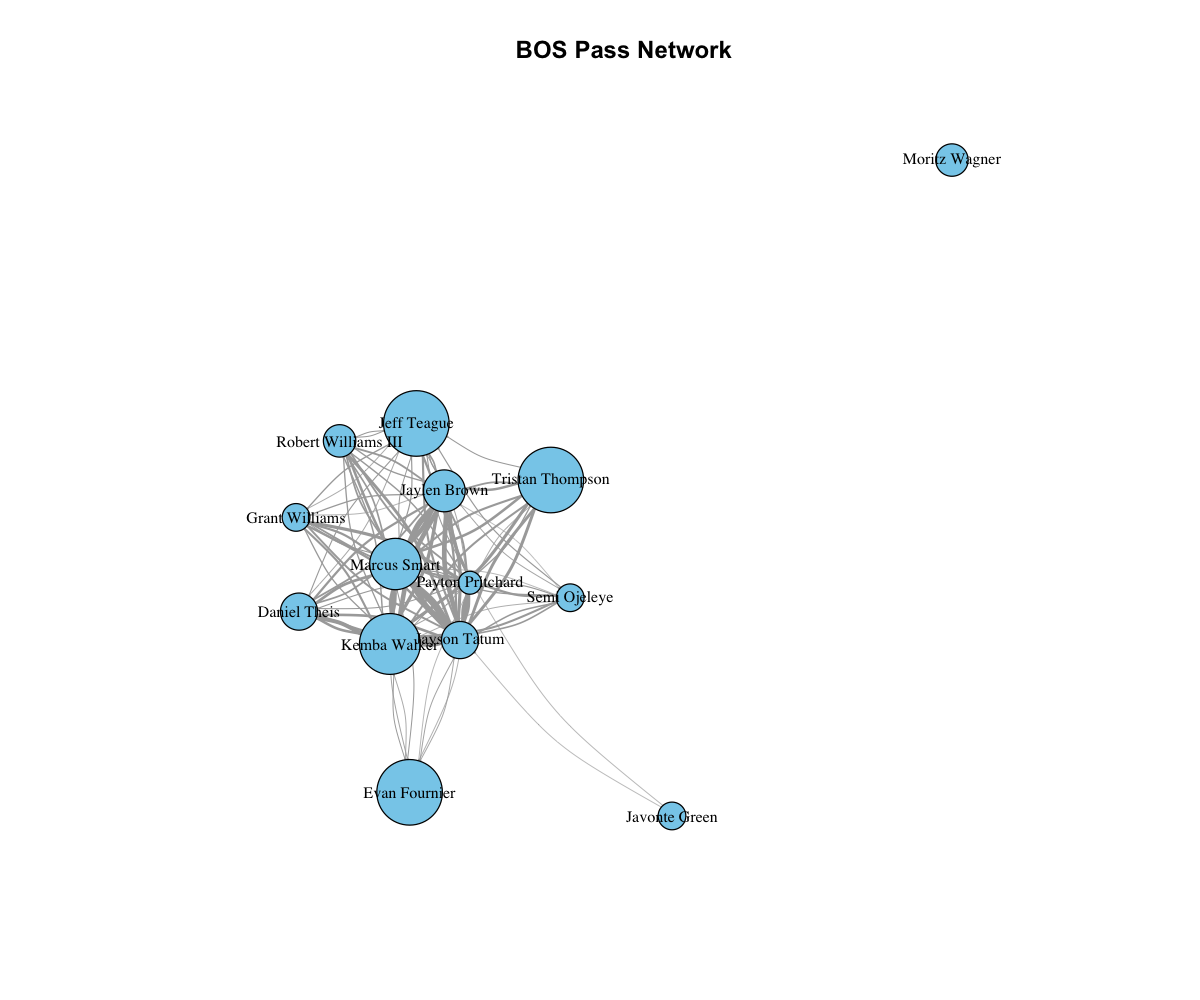 BOS Pass Network
Moritz Wagner
Jeff Teague
Robert Williams III
Tristan Thompson
Jaylen Brown
Grant Williams
Marcus Smart
Payton Pritchard
Semi Ojeleye
Daniel Theis
Kemba Walker
Jayson Tatum
Evan Fournier
Javonte Green